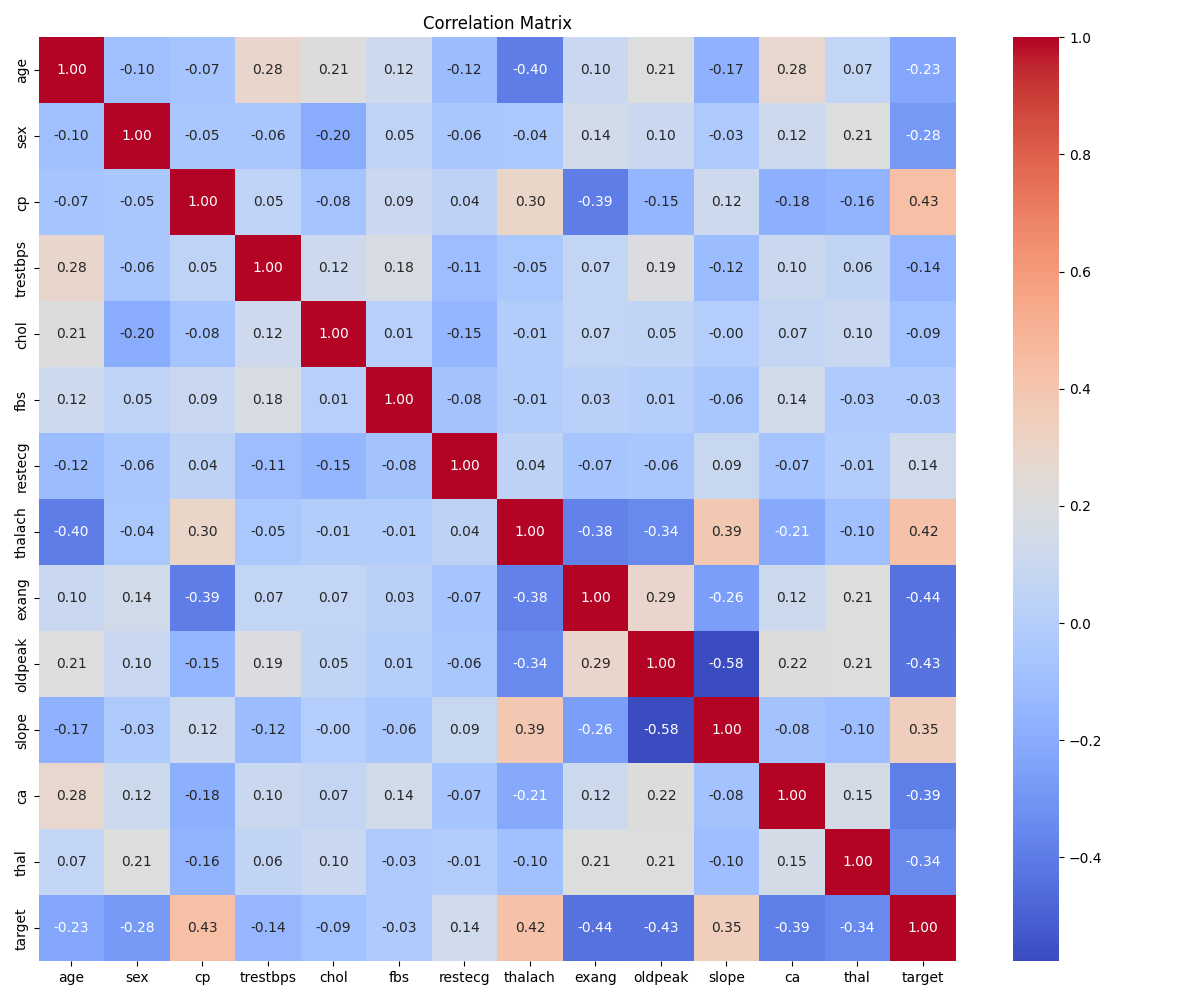 Correlation Matrix
age 1.00 -0.10 -0.07 0.28 0.21 0.12 -0.12 -0.40 0.10 0.21 -0.17 0.28 0.07 -0.23
sex -0.10 1.00 -0.05 -0.06 -0.20 0.05 -0.06 -0.04 0.14 0.10 -0.03 0.12 0.21 -0.28
cp -0.07 -0.05 1.00 0.05 -0.08 0.09 0.04 0.30 -0.39 -0.15 0.12 -0.18 -0.16 0.43
trestbps 0.28 -0.06 0.05 1.00 0.12 0.18 -0.11 -0.05 0.07 0.19 -0.12 0.10 0.06 -0.14
chol 0.21 -0.20 -0.08 0.12 1.00 0.01 -0.15 -0.01 0.07 0.05 -0.00 0.07 0.10 -0.09
fbs 0.12 0.05 0.09 0.18 0.01 1.00 -0.08 -0.01 0.03 0.01 -0.06 0.14 -0.03 -0.03
restecg -0.12 -0.06 0.04 -0.11 -0.15 -0.08 1.00 0.04 -0.07 -0.06 0.09 -0.07 -0.01 0.14
thalach -0.40 -0.04 0.30 -0.05 -0.01 -0.01 0.04 1.00 -0.38 -0.34 0.39 -0.21 -0.10 0.42
exang 0.10 0.14 -0.39 0.07 0.07 0.03 -0.07 -0.38 1.00 0.29 -0.26 0.12 0.21 -0.44
oldpeak 0.21 0.10 -0.15 0.19 0.05 0.01 -0.06 -0.34 0.29 1.00 -0.58 0.22 0.21 -0.43
slope -0.17 -0.03 0.12 -0.12 -0.00 -0.06 0.09 0.39 -0.26 -0.58 1.00 -0.08 -0.10 0.35
ca 0.28 0.12 -0.18 0.10 0.07 0.14 -0.07 -0.21 0.12 0.22 -0.08 1.00 0.15 -0.39
thal 0.07 0.21 -0.16 0.06 0.10 -0.03 -0.01 -0.10 0.21 0.21 -0.10 0.15 1.00 -0.34
target -0.23 -0.28 0.43 -0.14 -0.09 -0.03 0.14 0.42 -0.44 -0.43 0.35 -0.39 -0.34 1.00
age sex cp trestbps chol fbs restecg thalach exang oldpeak slope ca thal target
1.0
0.8
0.6
0.4
0.2
0.0
−0.2
−0.4